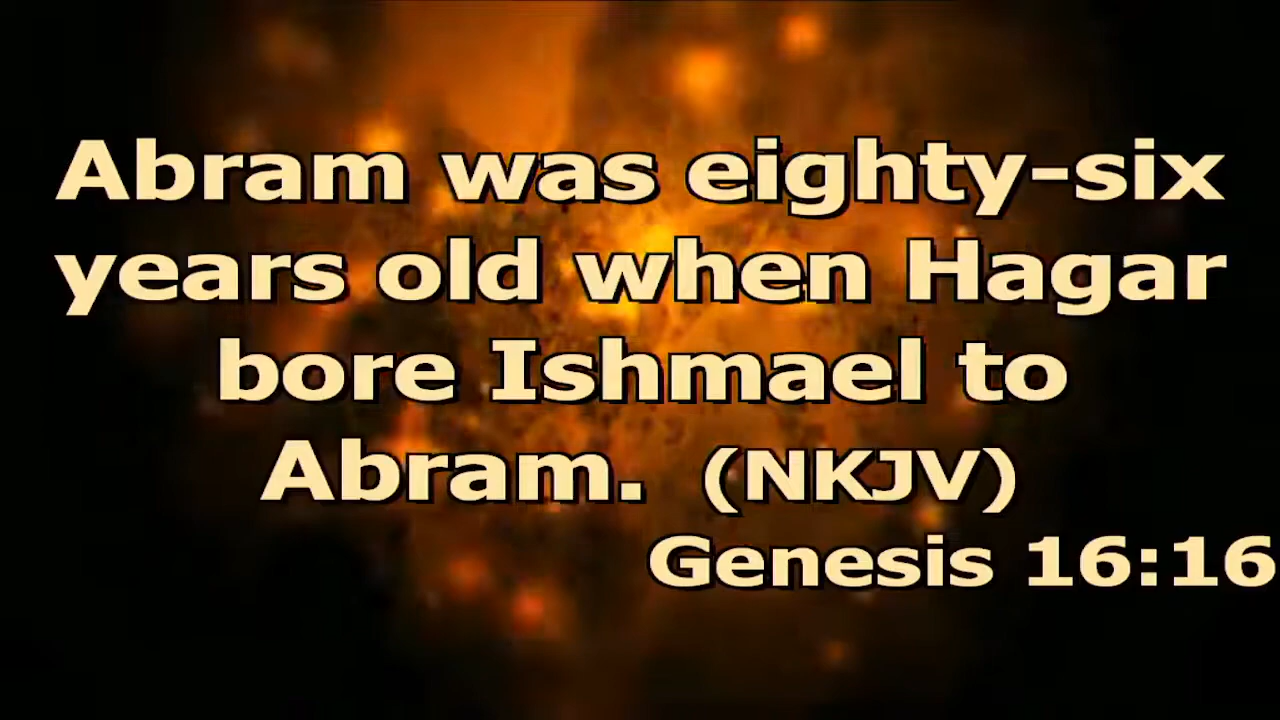 Abram was eighty-six
years old when Hagar
bore Ishmael to
Abram. (NKJV)
Genesis 16:16